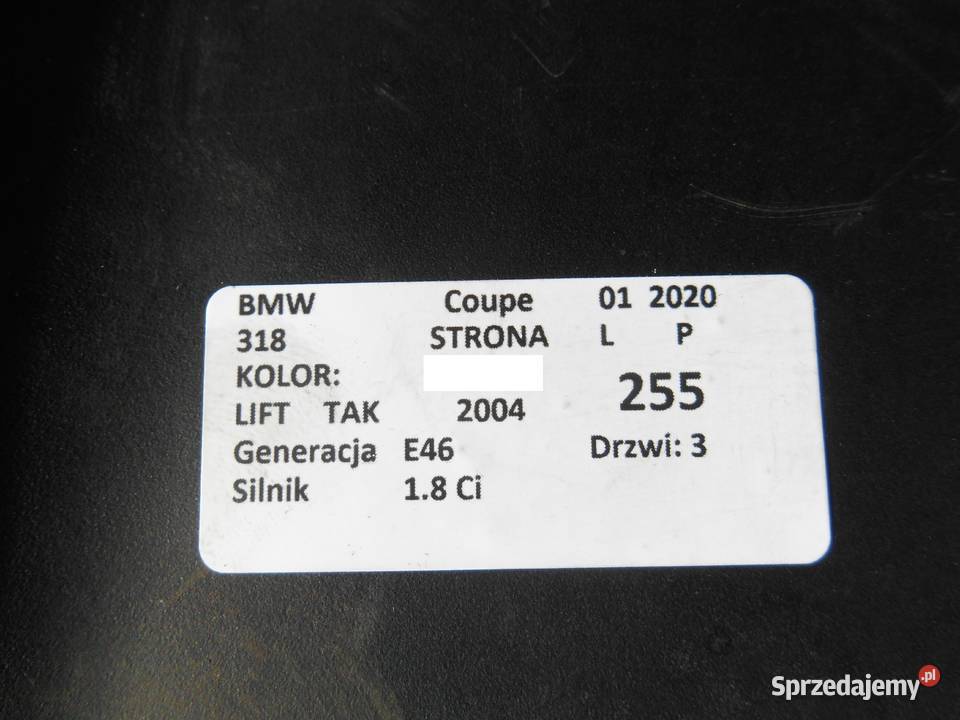 BMW Coupe 01 2020
318 STRONA L P
KOLOR:
255
LIFT TAK 2004
Generacja E46 Drzwi: 3
Silnik 1.8 Ci
Sprzedajemy.pl